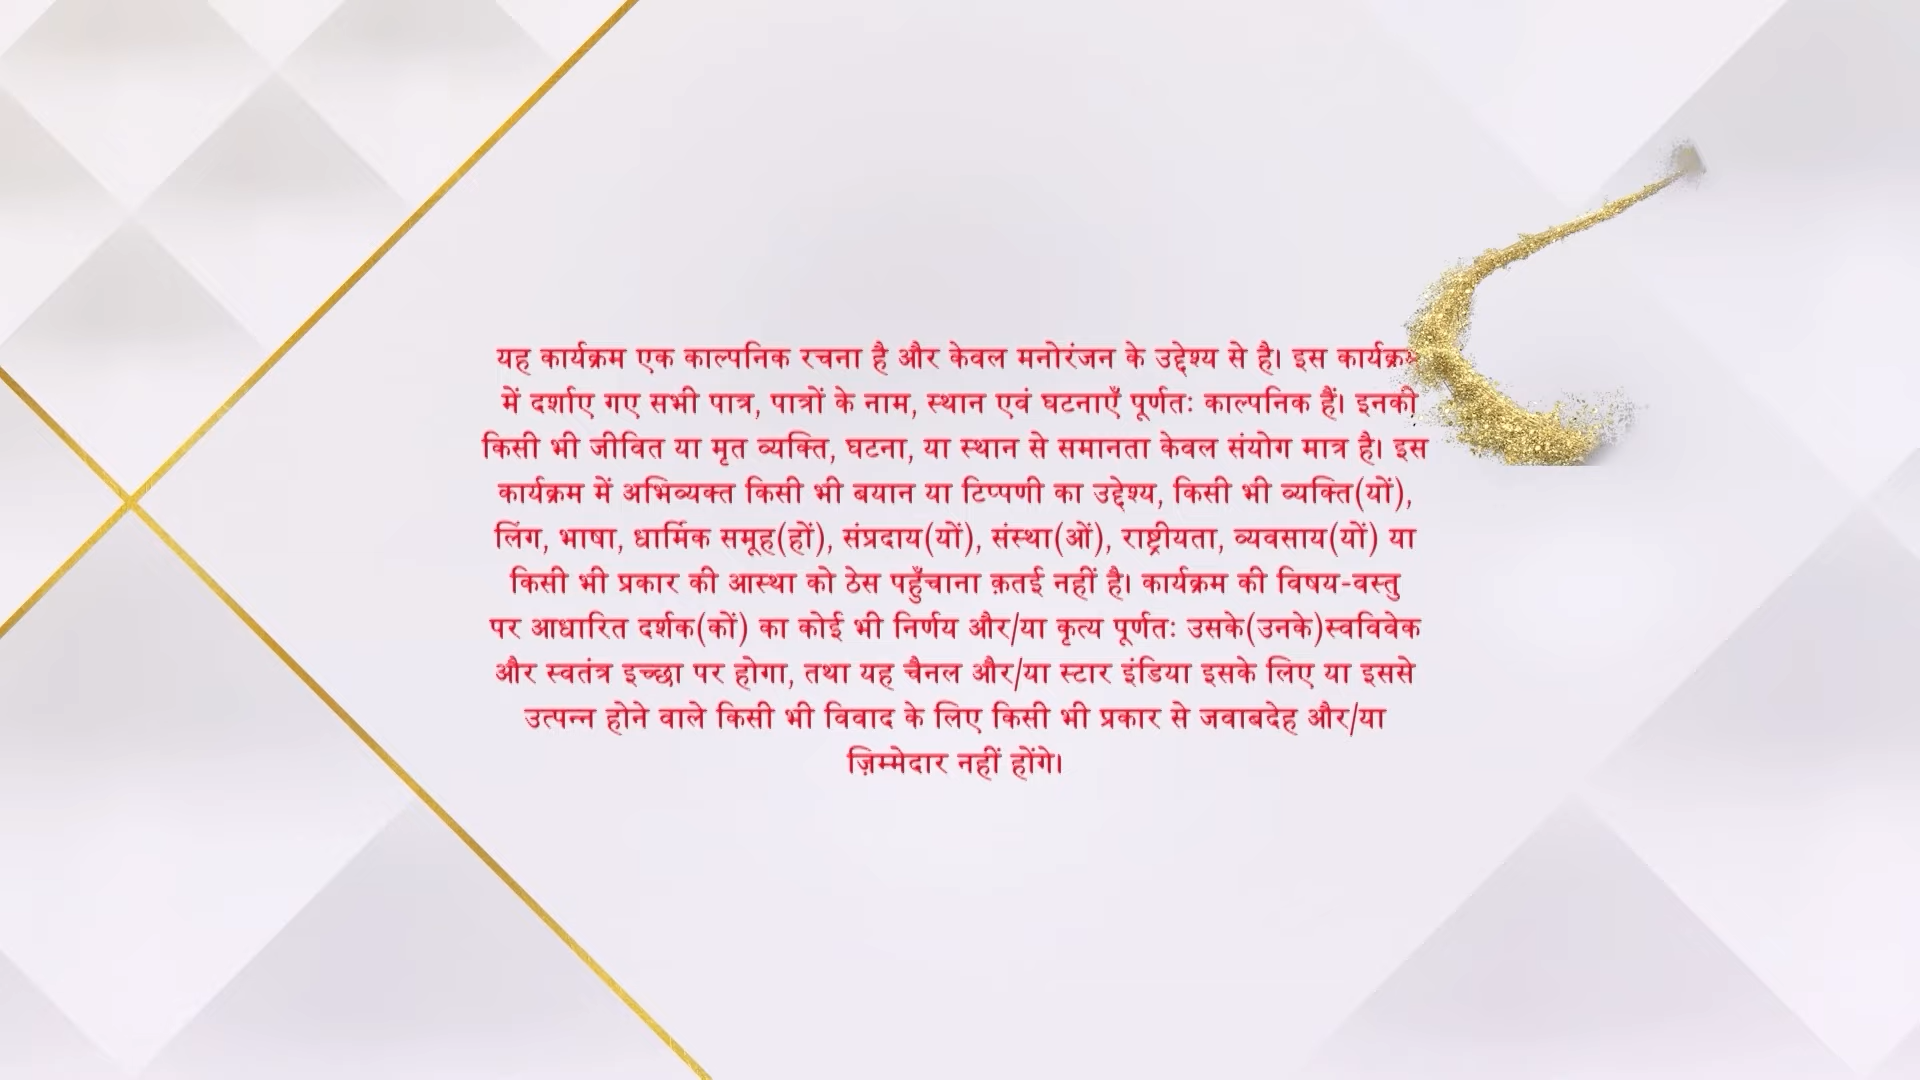 यह कार्यक्रम एक काल्पनिक रचना है और केवल मनोरंजन के उद्देश्य से है। इस कार्यक्रम
में दर्शाए गए सभी पात्र, पात्रों के नाम, स्थान एवं घटनाएँ पूर्णतः काल्पनिक हैं। इनकी
किसी भी जीवित या मृत व्यक्ति, घटना, या स्थान से समानता केवल संयोग मात्र है। इस
कार्यक्रम में अभिव्यक्त किसी भी बयान या टिप्पणी का उद्देश्य, किसी भी व्यक्ति(यों),
लिंग, भाषा, धार्मिक समूह(हों), संप्रदाय(यों), संस्था(ओं), राष्ट्रीयता, व्यवसाय(यों) या
किसी भी प्रकार की आस्था को ठेस पहुँचाना क़तई नहीं है। कार्यक्रम की विषय-वस्तु
पर आधारित दर्शक(कों) का कोई भी निर्णय और/या कृत्य पूर्णतः उसके(उनके)स्वविवेक
और स्वतंत्र इच्छा पर होगा, तथा यह चैनल और/या स्टार इंडिया इसके लिए या इससे
उत्पन्न होने वाले किसी भी विवाद के लिए किसी भी प्रकार से जवाबदेह और/या
ज़िम्मेदार नहीं होंगे।